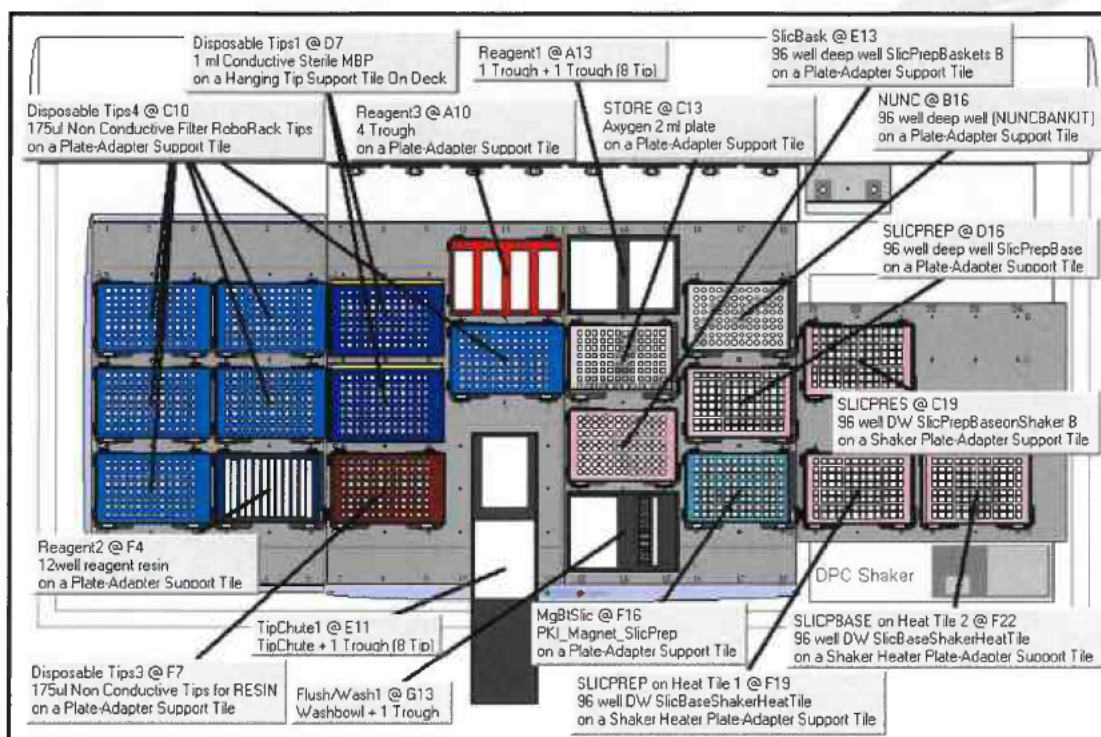 Disposable Tips1 @ D7
1 ml Conductive Sterile MBP
on a Hanging Tip Support Tile On Deck
Reagent1 @ A13
1 Trough + 1 Trough (8 Tip)
SlicBask @ E13
96 well deep well SlicPrepBaskets B
on a Plate-Adapter Support Tile
Disposable Tips4 @ C10
175ul Non Conductive Filter RoboRack Tips
on a Plate-Adapter Support Tile
Reagent3 @ A10
4 Trough
on a Plate-Adapter Support Tile
STORE @ C13
Axygen 2 ml plate
on a Plate-Adapter Support Tile
NUNC @ B16
96 well deep well (NUNCBANKIT)
on a Plate-Adapter Support Tile
SLICPREP @ D16
96 well deep well SlicPrepBase
on a Plate-Adapter Support Tile
SLICPRES @ C19
96 well DW SlicPrepBaseonShaker B
on a Shaker Plate-Adapter Support Tile
Reagent2 @ F4
12well reagent resin
on a Plate-Adapter Support Tile
DPC Shaker
TipChute1 @ E11
TipChute + 1 Trough (8 Tip)
MgBtSlic @ F16
PKI_Magnet_SlicPrep
on a Plate-Adapter Support Tile
SLICPBASE on Heat Tile 2 @ F22
96 well DW SlicBaseShakerHeatTile
on a Shaker Heater Plate-Adapter Support Tile
Disposable Tips3 @ F7
175ul Non Conductive Tips for RESIN
on a Plate-Adapter Support Tile
Flush/Wash1 @ G13
Washbowl + 1 Trough
SLICPREP on Heat Tile 1 @ F19
96 well DW SlicBaseShakerHeatTile
on a Shaker Heater Plate-Adapter Support Tile